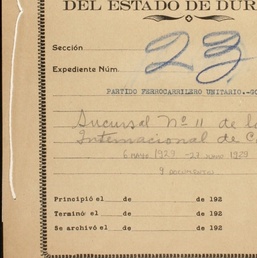 DEL ESTADO DE DUR
Sección
Expediente Núm. 23
PARTIDO FERROCARRILERO UNITARIO.-GO
Sucursal Nº 11 de la
Internacional de C
6 mayo 1927 - 23 junio 1929
9 documentos
Principió el de de 192
Terminó el de de 192
Se archivó el de de 192